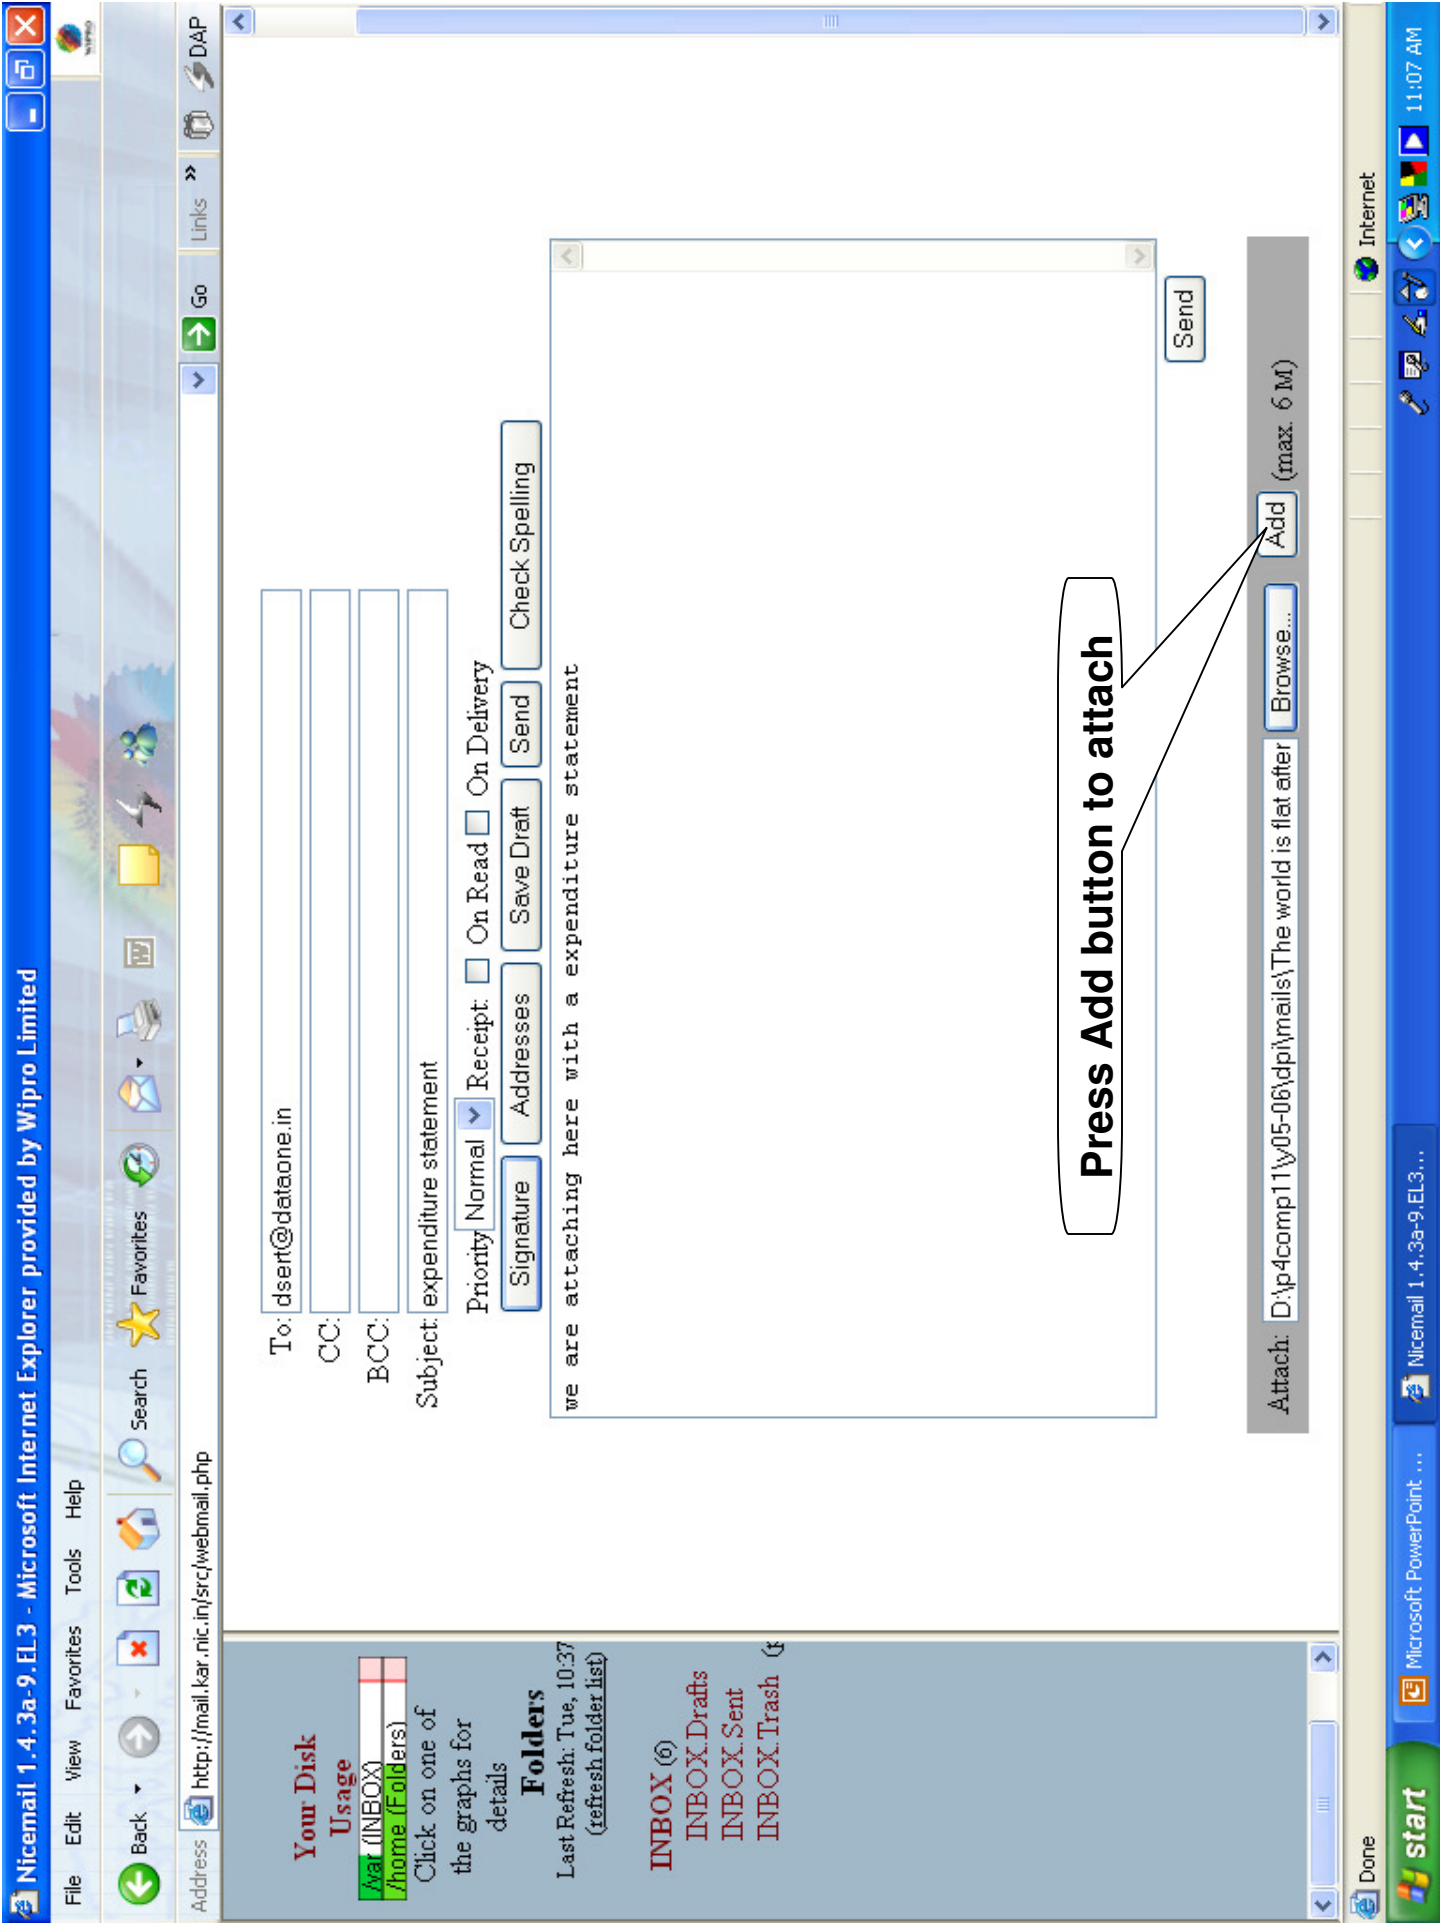 Nicemail 1.4.3a-9.EL3 - Microsoft Internet Explorer provided by Wipro Limited
File Edit View Favorites Tools Help
WIPRO
Back Search Favorites
Address http://mail.kar.nic.in/src/webmail.php Go Links » DAP
Your Disk
Usage
/var (INBOX)
/home (Folders)
Click on one of
the graphs for
details
Folders
Last Refresh: Tue, 10:37
(refresh folder list)
INBOX (6)
INBOX.Drafts
INBOX.Sent
INBOX.Trash (p
To: dsert@dataone.in
CC:
BCC:
Subject: expenditure statement
Priority Normal Receipt: On Read On Delivery
Signature Addresses Save Draft Send Check Spelling
we are attaching here with a expenditure statement
Press Add button to attach
Send
Attach: D:\p4comp11\y05-06\dpi\mails\The world is flat after Browse... Add (max. 6 M)
Done Internet
start Microsoft PowerPoint ... Nicemail 1.4.3a-9.EL3... 11:07 AM